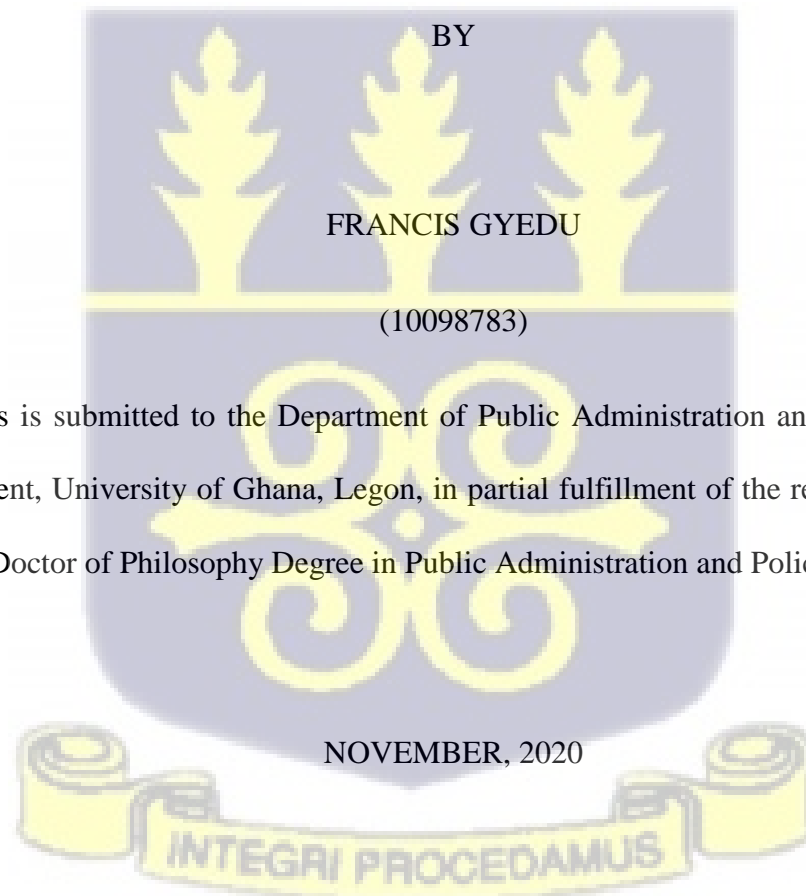 BY
FRANCIS GYEDU
(10098783)
s is submitted to the Department of Public Administration an
ent, University of Ghana, Legon, in partial fulfillment of the re
Doctor of Philosophy Degree in Public Administration and Polic
NOVEMBER, 2020
INTEGRI PROCEDAMUS